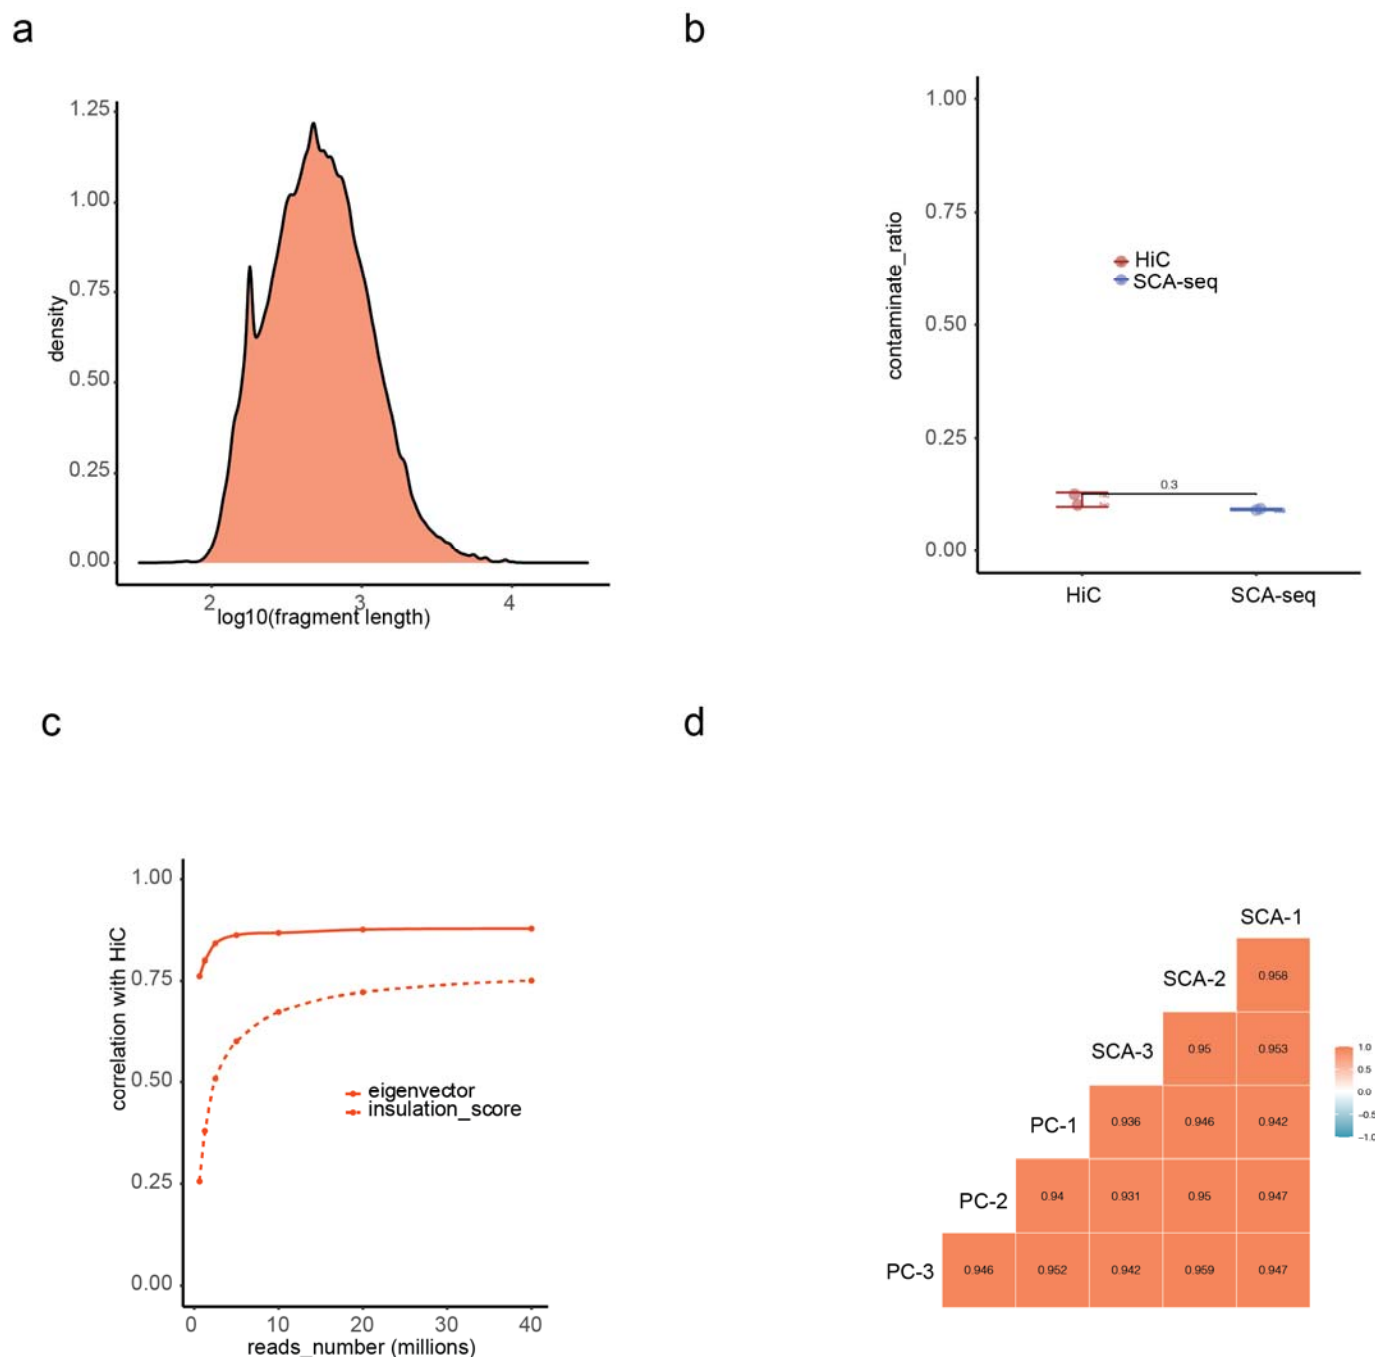 a
1.25
1.00
0.75
0.50
0.25
0.00
density
2 3 4
log10(fragment length)
b
1.00
0.75
0.50
0.25
0.00
contaminate_ratio
HiC
SCA-seq
0.3
HiC SCA-seq
c
1.00
0.75
0.50
0.25
0.00
correlation with HiC
eigenvector
insulation_score
0 10 20 30 40
reads_number (millions)
d
SCA-1
SCA-2 0.958
SCA-3 0.95 0.953
PC-1 0.936 0.946 0.942
PC-2 0.94 0.931 0.95 0.947
PC-3 0.946 0.952 0.942 0.959 0.947
1.0
0.5
0.0
−0.5
−1.0